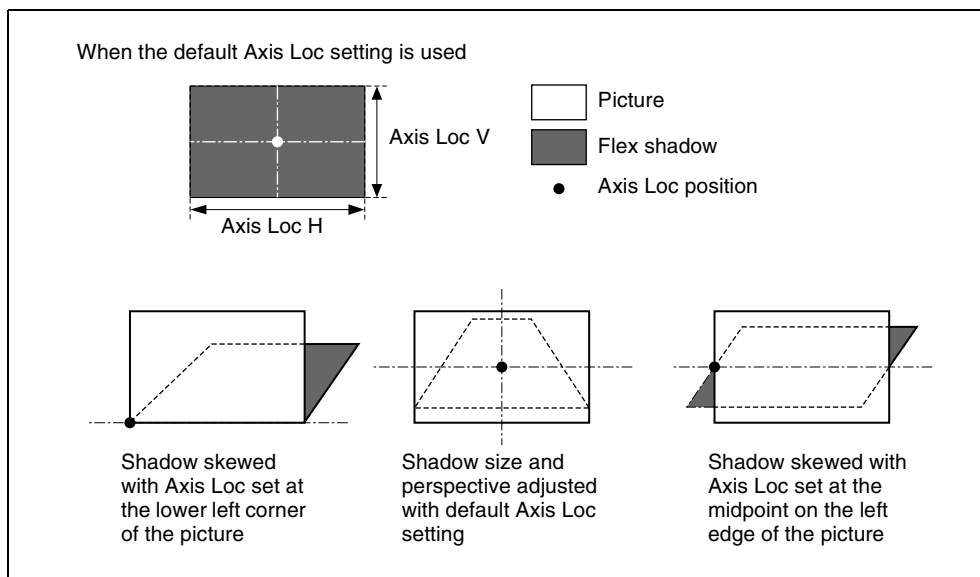 When the default Axis Loc setting is used
Axis Loc V
Axis Loc H
Picture
Flex shadow
Axis Loc position
Shadow skewed
with Axis Loc set at
the lower left corner
of the picture
Shadow size and
perspective adjusted
with default Axis Loc
setting
Shadow skewed with
Axis Loc set at the
midpoint on the left
edge of the picture